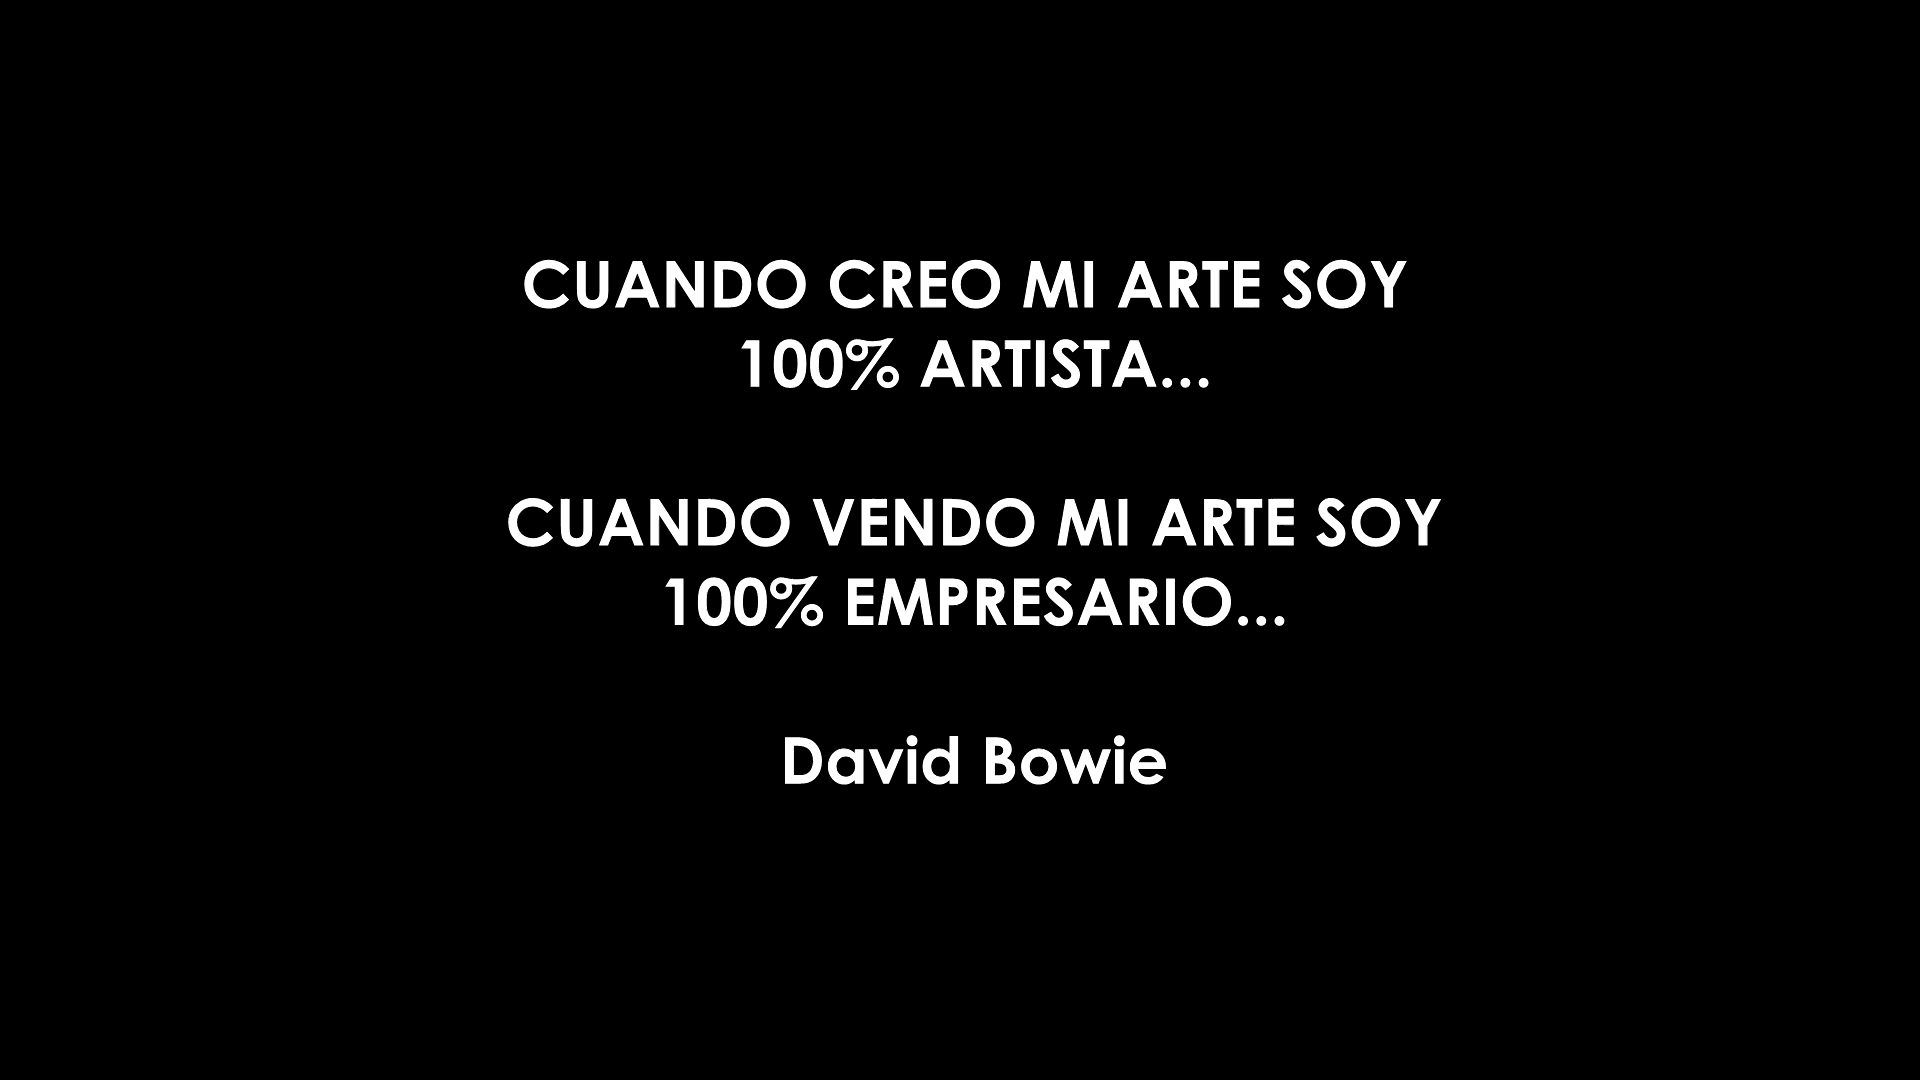 CUANDO CREO MI ARTE SOY
100% ARTISTA...
CUANDO VENDO MI ARTE SOY
100% EMPRESARIO...
David Bowie